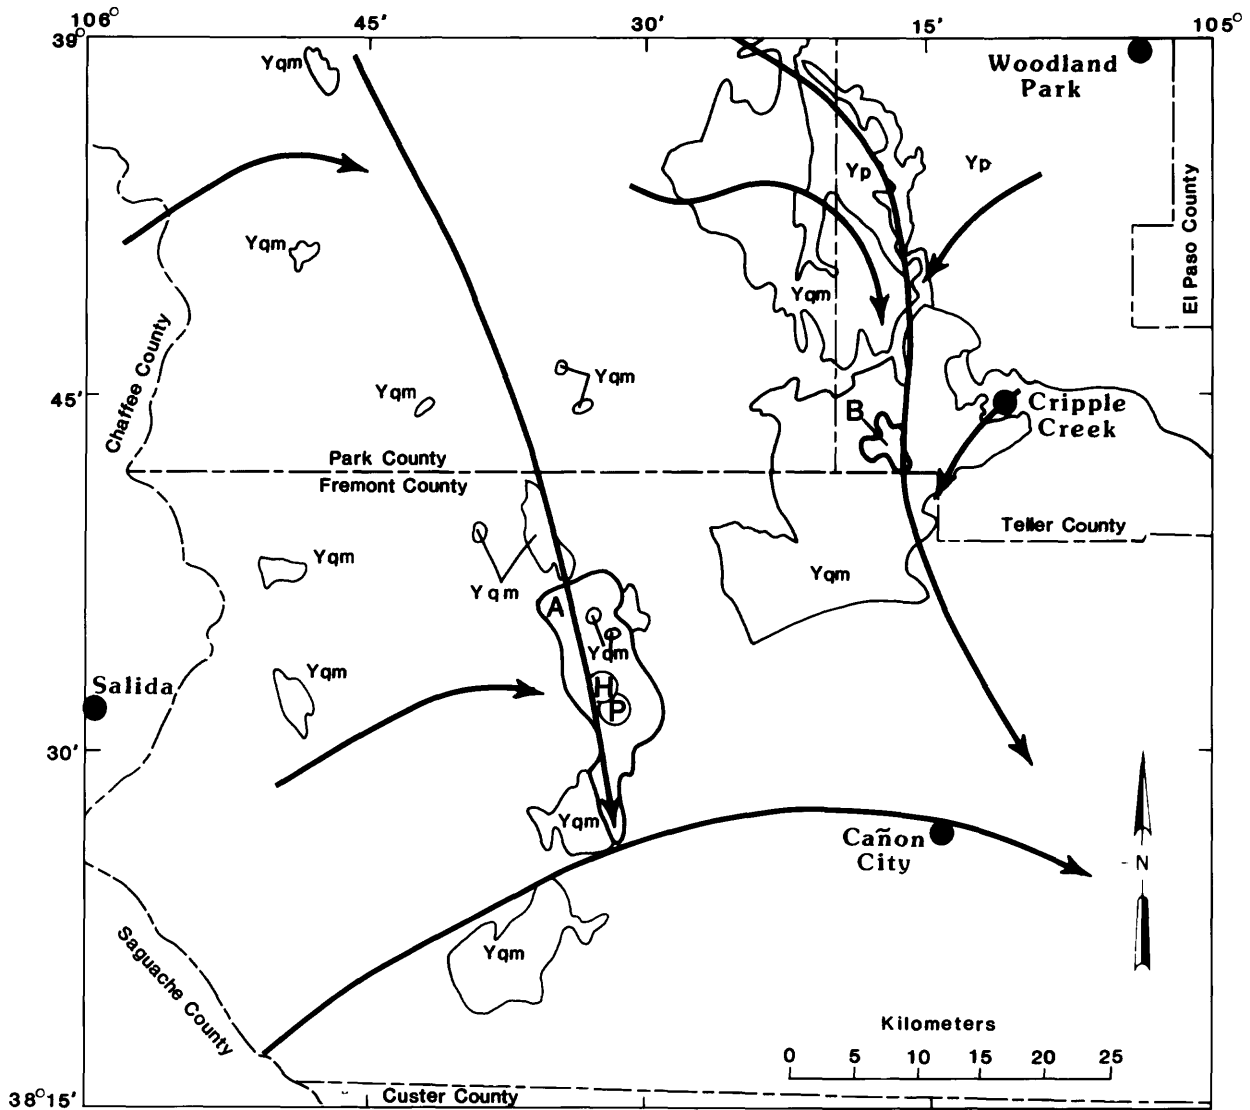 106°
45'
30'
15'
105°
39°
Yqm
Woodland
Park
Yp
Yp
El Paso County
Yqm
Yqm
Chaffee County
Yqm
Yqm
45'
B
Cripple
Creek
Park County
Fremont County
Teller County
Yqm
Yqm
Yqm
A
Yqm
Yqm
H
P
Salida
30'
Yqm
Cañon
City
N
Yqm
Saguache County
Kilometers
0 5 10 15 20 25
38°15'
Custer County